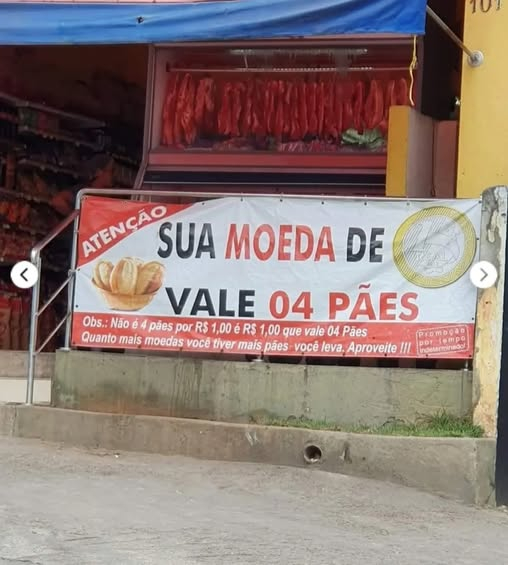 101
ATENÇÃO
SUA MOEDA DE
VALE 04 PÃES
Obs.: Não é 4 pães por R$ 1,00 é R$ 1,00 que vale 04 Pães
Quanto mais moedas você tiver mais pães você leva. Aproveite !!!
Promoção
por tempo
indeterminado!